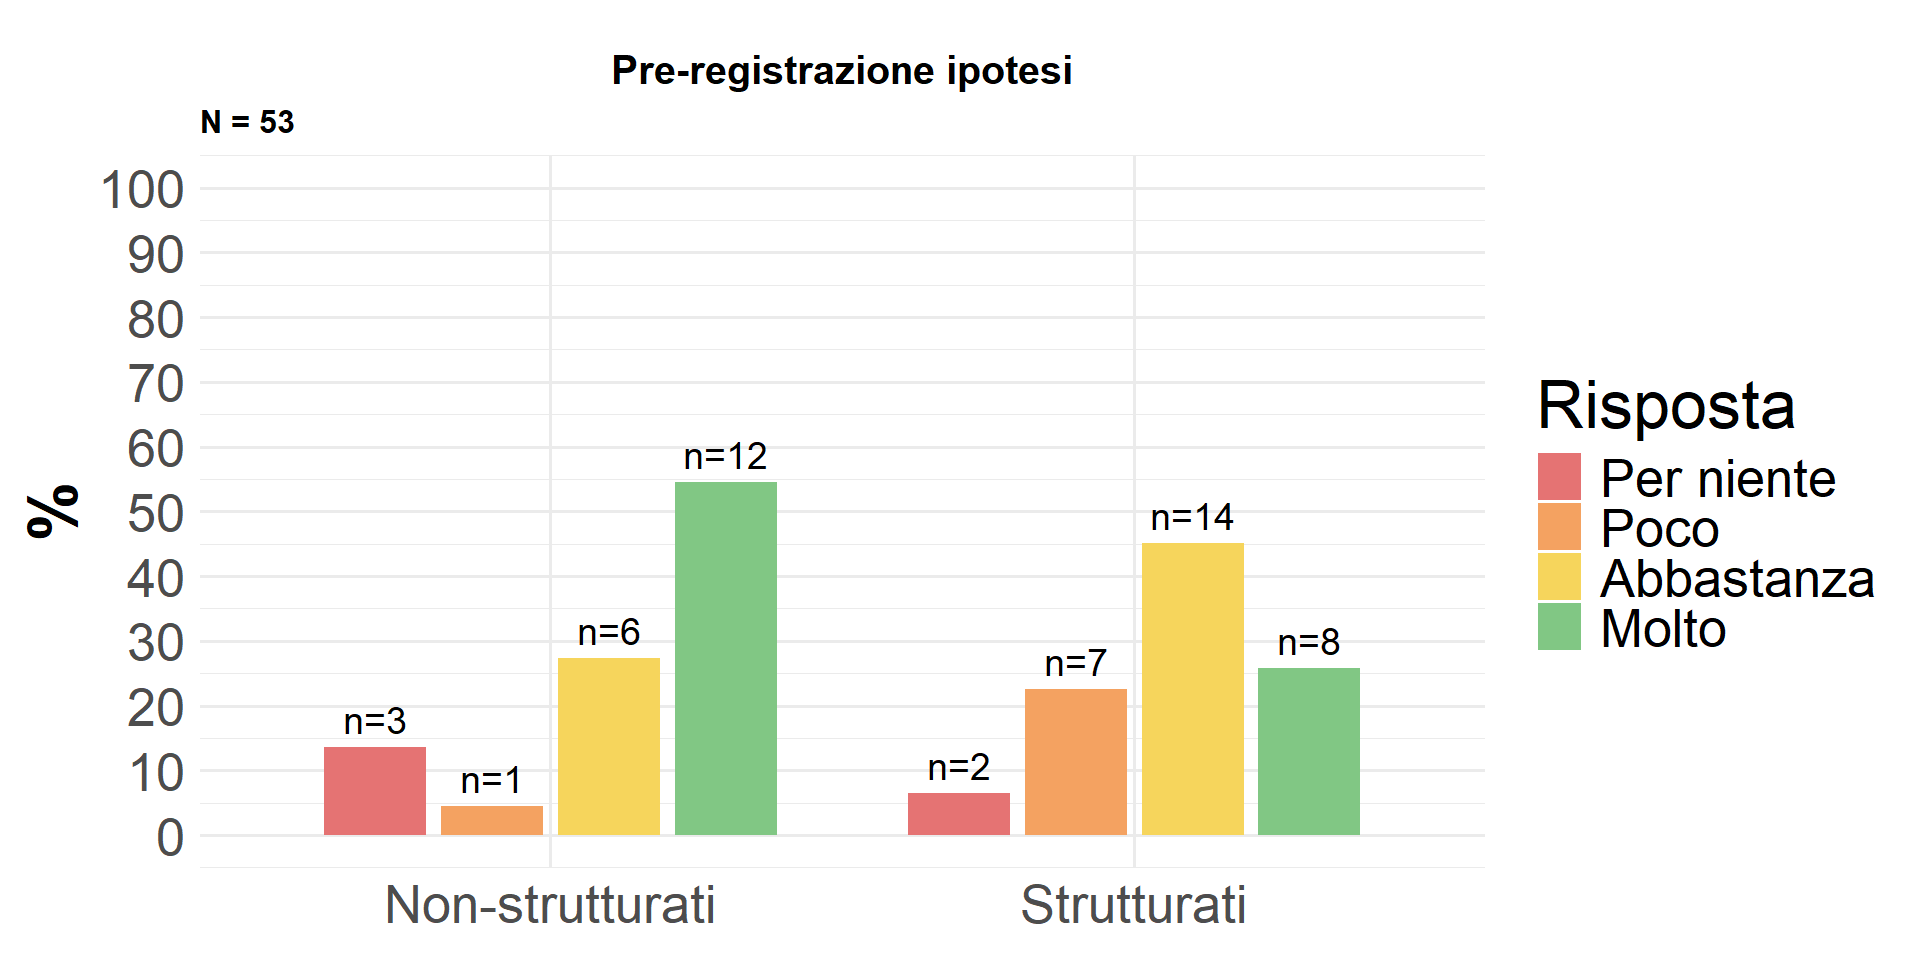 Pre-registrazione ipotesi
N = 53
%
100
90
80
70
60
50
40
30
20
10
0
n=3
n=1
n=6
n=12
n=2
n=7
n=14
n=8
Non-strutturati
Strutturati
Risposta
Per niente
Poco
Abbastanza
Molto